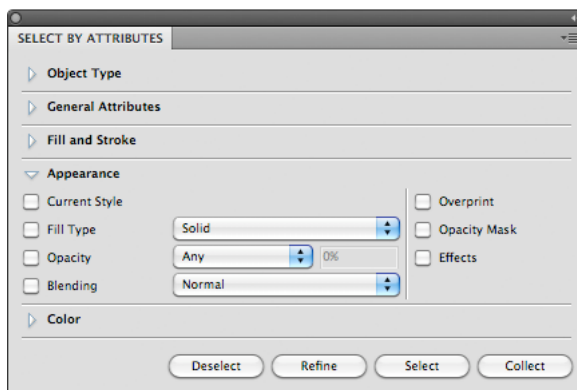 SELECT BY ATTRIBUTES
Object Type
General Attributes
Fill and Stroke
Appearance
Current Style
Overprint
Fill Type Solid
Opacity Mask
Opacity Any 0%
Effects
Blending Normal
Color
Deselect Refine Select Collect